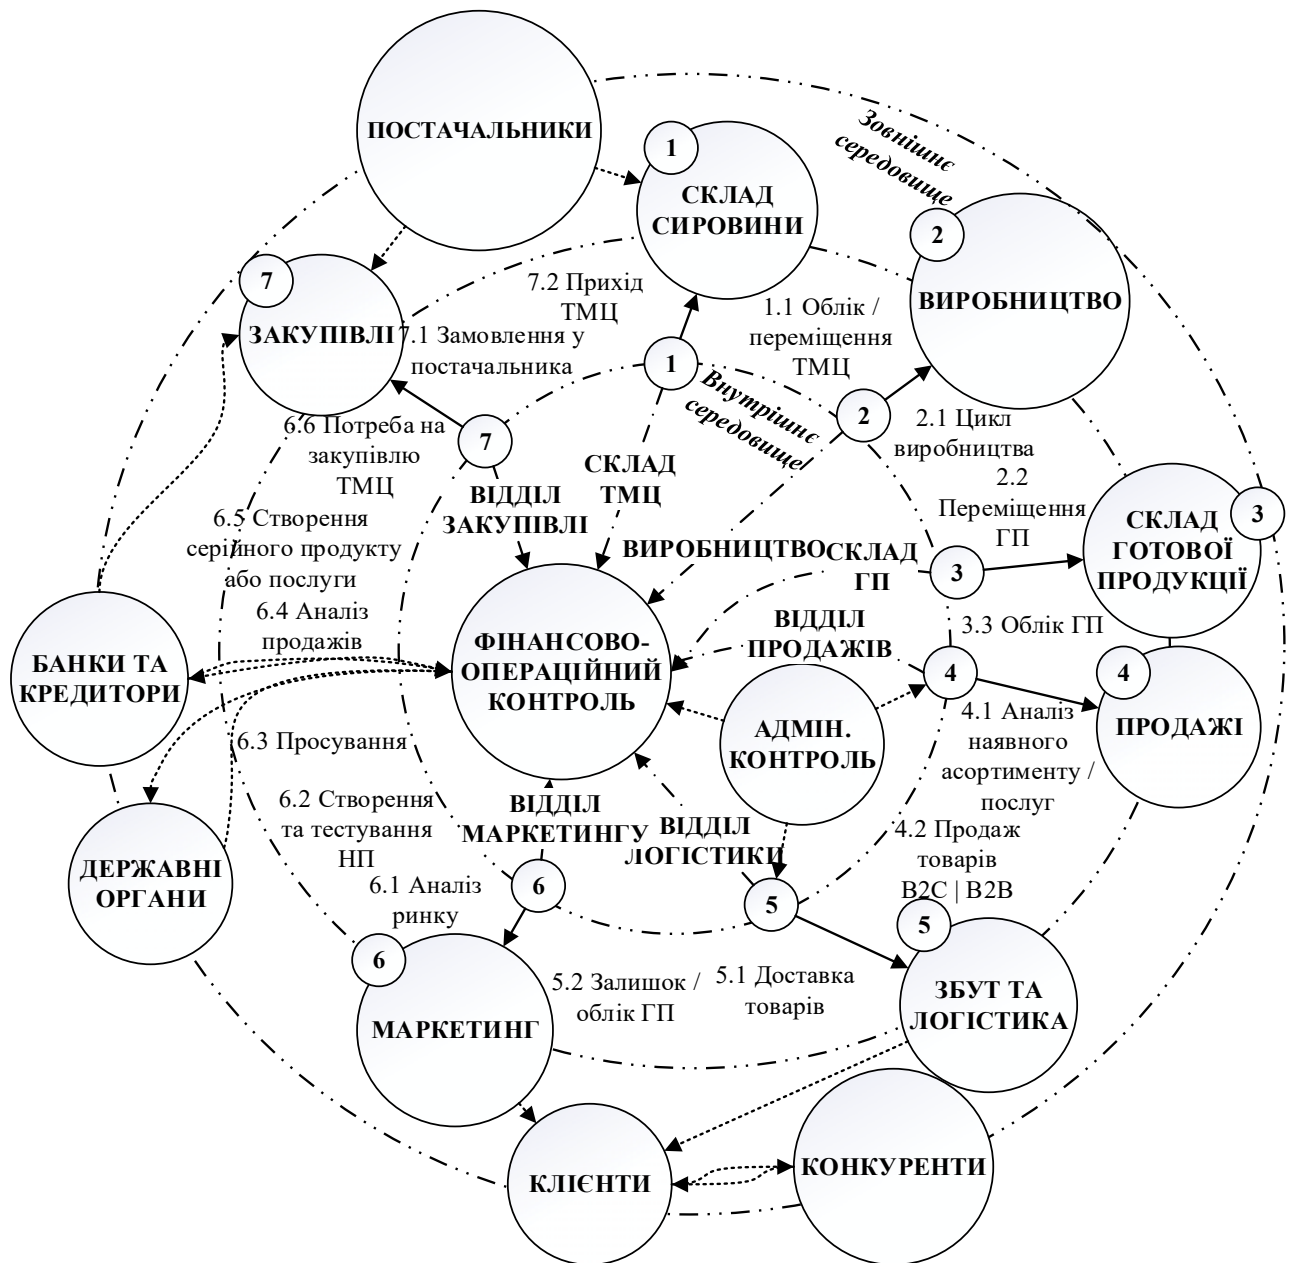 ПОСТАЧАЛЬНИКИ
Зовнішнє
середовище
1
СКЛАД
СИРОВИНИ
2
ВИРОБНИЦТВО
7
ЗАКУПІВЛІ
7.2 Прихід
ТМЦ
7.1 Замовлення у
постачальника
1.1 Облік /
переміщення
ТМЦ
1
Внутрішнє
середовище
2
2.1 Цикл
виробництва
6.6 Потреба на
закупівлю
ТМЦ
7
ВІДДІЛ
ЗАКУПІВЛІ
СКЛАД
ТМЦ
2.2
Переміщення
ГП
3
СКЛАД
ГОТОВОЇ
ПРОДУКЦІЇ
6.5 Створення
серійного продукту
або послуги
ВИРОБНИЦТВО
СКЛАД
ГП
3
6.4 Аналіз
продажів
ФІНАНСОВО-
ОПЕРАЦІЙНИЙ
КОНТРОЛЬ
ВІДДІЛ
ПРОДАЖІВ
3.3 Облік ГП
БАНКИ ТА
КРЕДИТОРИ
4
4
ПРОДАЖІ
АДМІН.
КОНТРОЛЬ
4.1 Аналіз
наявного
асортименту /
послуг
6.3 Просування
6.2 Створення
та тестування
НП
ВІДДІЛ
МАРКЕТИНГУ
ВІДДІЛ
ЛОГІСТИКИ
4.2 Продаж
товарів
B2C | B2B
ДЕРЖАВНІ
ОРГАНИ
6.1 Аналіз
ринку
6
5
5
6
МАРКЕТИНГ
5.2 Залишок /
облік ГП
5.1 Доставка
товарів
ЗБУТ ТА
ЛОГІСТИКА
КЛІЄНТИ
КОНКУРЕНТИ